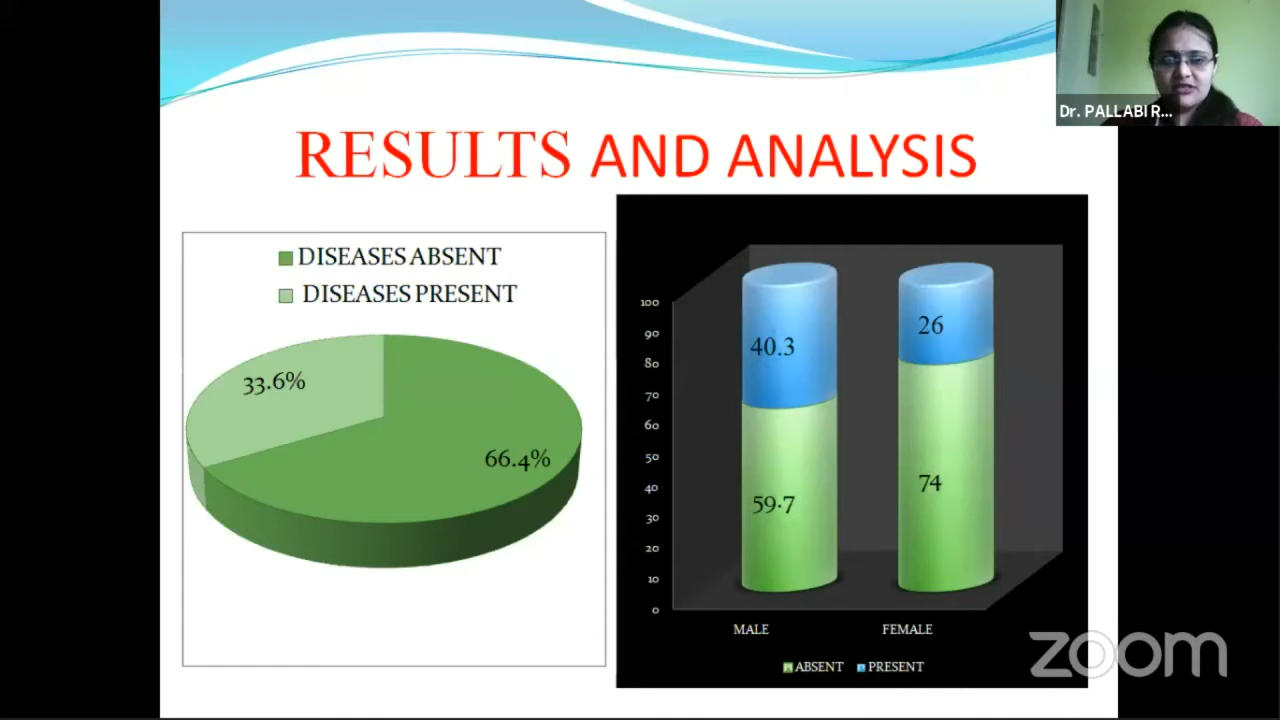 Dr. PALLABI R...
RESULTS AND ANALYSIS
DISEASES ABSENT
DISEASES PRESENT
33.6%
66.4%
100
90
80
70
60
50
40
30
20
10
0
40.3
26
59.7
74
MALE
FEMALE
ABSENT PRESENT
zoom